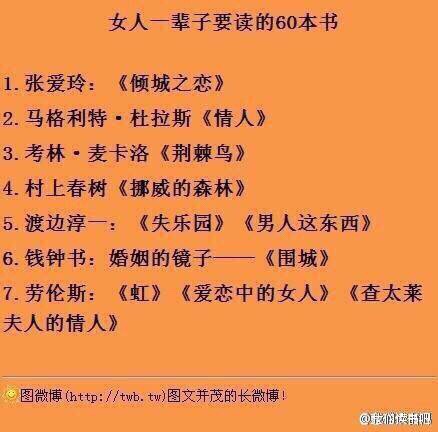 女人一辈子要读的60本书
1.张爱玲：《倾城之恋》
2.马格利特·杜拉斯《情人》
3.考林·麦卡洛《荆棘鸟》
4.村上春树《挪威的森林》
5.渡边淳一：《失乐园》《男人这东西》
6.钱钟书：婚姻的镜子——《围城》
7.劳伦斯：《虹》《爱恋中的女人》《查太莱
夫人的情人》
图微博(http://twb.tw)图文并茂的长微博！